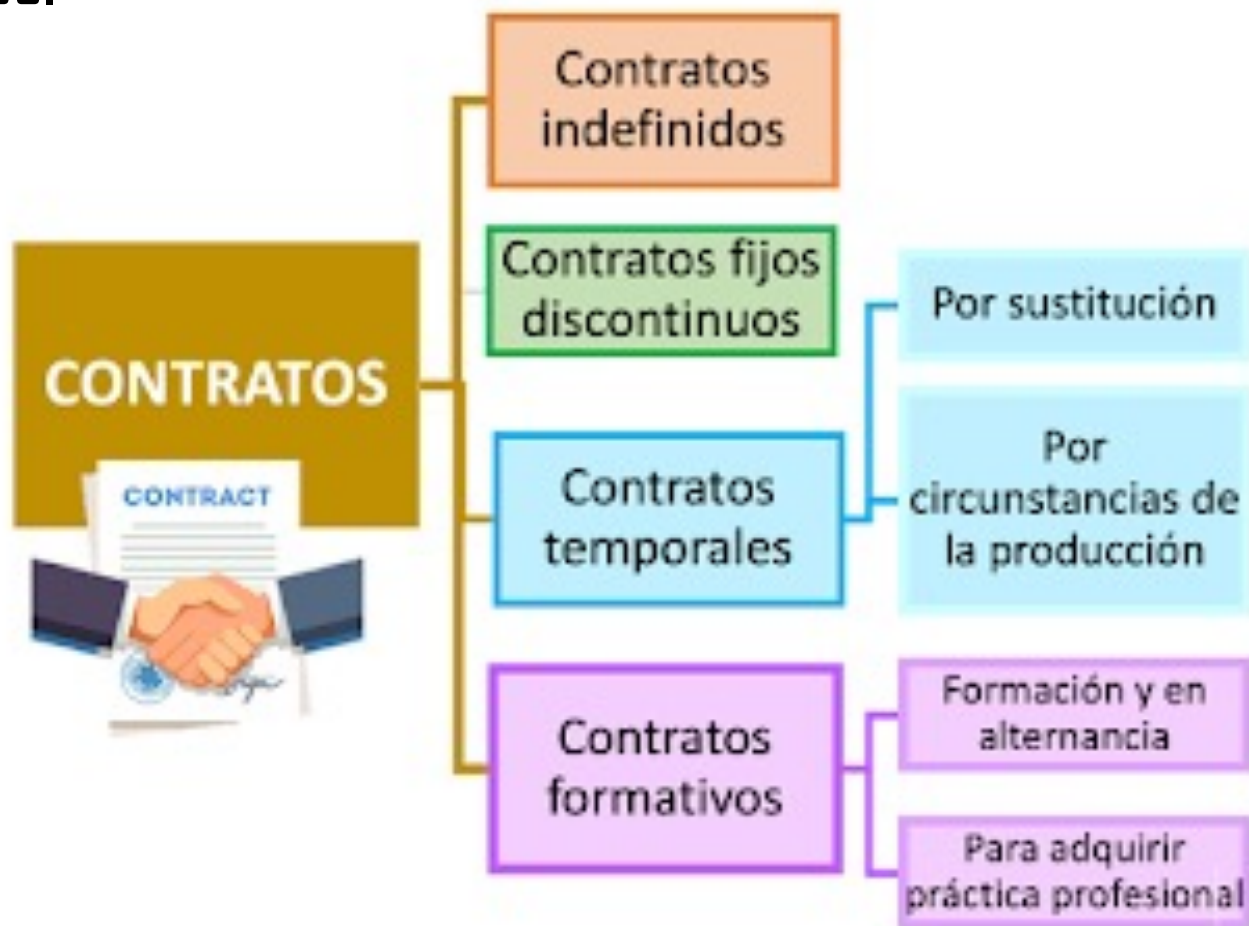 Contratos
indefinidos
Contratos fijos
discontinuos
CONTRATOS
CONTRACT
Contratos
temporales
Por sustitución
Por
circunstancias de
la producción
Contratos
formativos
Formación y en
alternancia
Para adquirir
práctica profesional